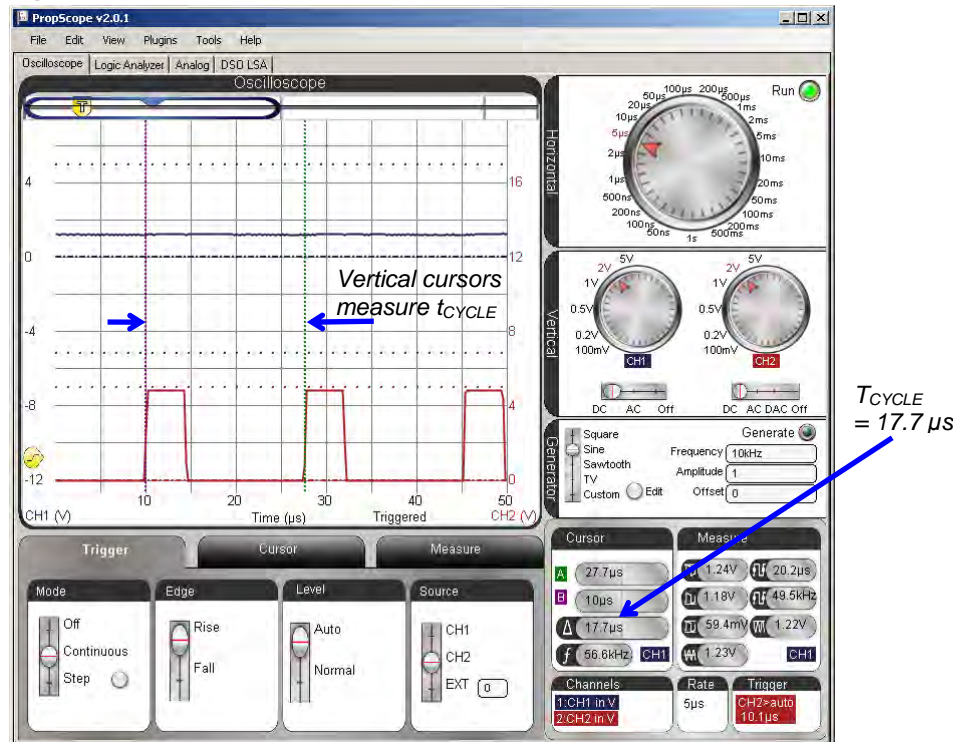 PropScope v2.0.1
File Edit View Plugins Tools Help
Oscilloscope Logic Analyzer Analog DSO LSA
Oscilloscope
T
4
0
-4
-8
-12
16
12
8
4
0
10 20 30 40 50
CH1 (V) Time (µs) Triggered CH2 (V)
Vertical cursors
measure tCYCLE
Horizontal
Run
50ns
100ns
200ns
500ns
1µs
2µs
5µs
10µs
20µs
50µs
100µs
200µs
500µs
1ms
2ms
5ms
10ms
20ms
50ms
100ms
200ms
500ms
1s
Vertical
5V
2V
1V
0.5V
0.2V
100mV
CH1
DC AC Off
5V
2V
1V
0.5V
0.2V
100mV
CH2
DC AC DAC Off
Generator
Square
Sine
Sawtooth
TV
Custom Edit
Generate
Frequency 10kHz
Amplitude 1
Offset 0
TCYCLE
= 17.7 µs
Trigger Cursor Measure
Mode
Off
Continuous
Step
Edge
Rise
Fall
Level
Auto
Normal
Source
CH1
CH2
EXT 0
Cursor
A 27.7µs
B 10µs
Δ 17.7µs
f 56.6kHz CH1
Measure
1.24V 20.2µs
1.18V 49.5kHz
59.4mV 1.22V
1.23V CH1
Channels
1:CH1 in V
2:CH2 in V
Rate
5µs
Trigger
CH2>auto
10.1µs